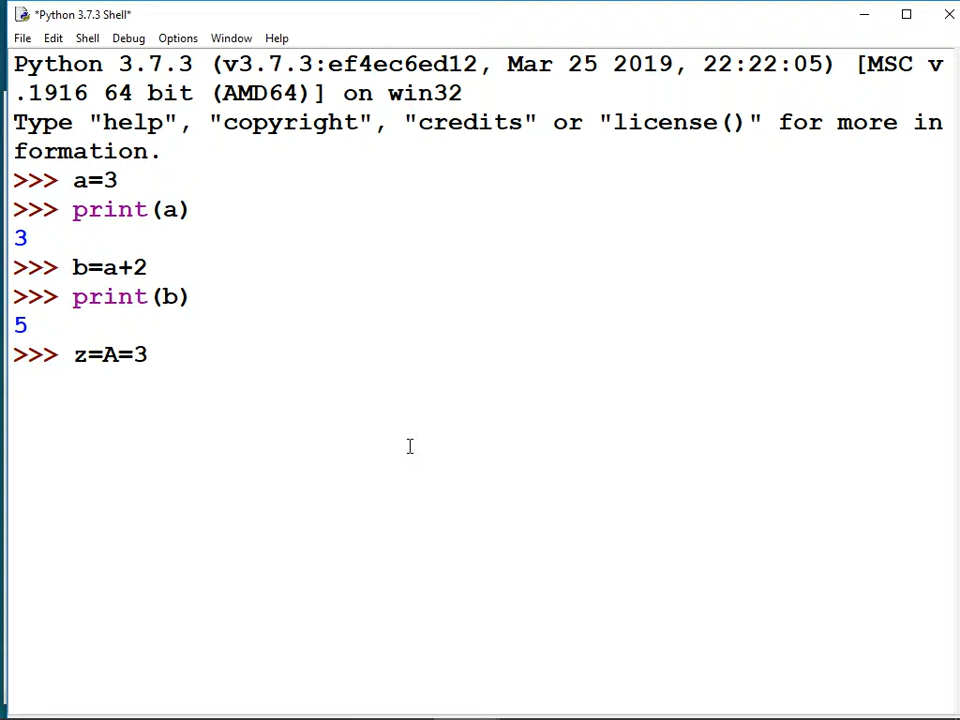 *Python 3.7.3 Shell*
File Edit Shell Debug Options Window Help
Python 3.7.3 (v3.7.3:ef4ec6ed12, Mar 25 2019, 22:22:05) [MSC v
.1916 64 bit (AMD64)] on win32
Type "help", "copyright", "credits" or "license()" for more in
formation.
>>> a=3
>>> print(a)
3
>>> b=a+2
>>> print(b)
5
>>> z=A=3